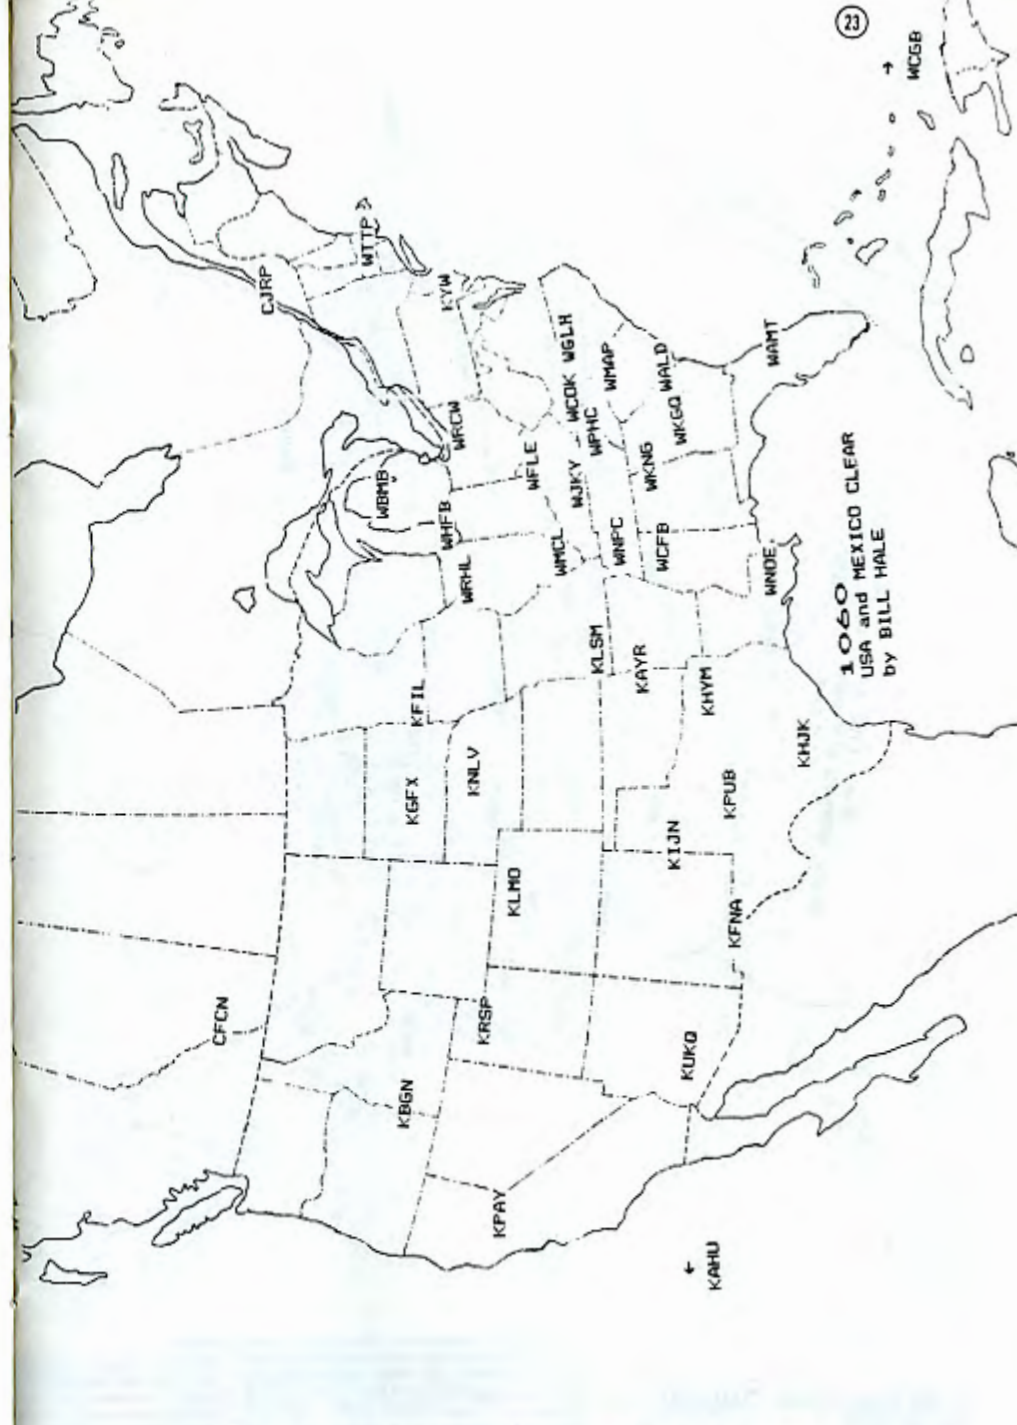 23
WCGB
CJRP
WTTP
KYW
CFCN
WBMB
WRCW
WHFB
WRHL
WFLE
WJKY
WMCL
WCOK WGLH
WPHC
WMAP
WNPC
WKNG
WCFB
WKGQ
WALD
WAMT
WNOE
KFIL
KGFX
KNLV
KLMO
KLSM
KAYR
KHYM
KIJN
KPUB
KHJK
KFNA
KBGN
KRSP
KUKQ
KPAY
KAHU
1060
USA and MEXICO CLEAR
by BILL HALE